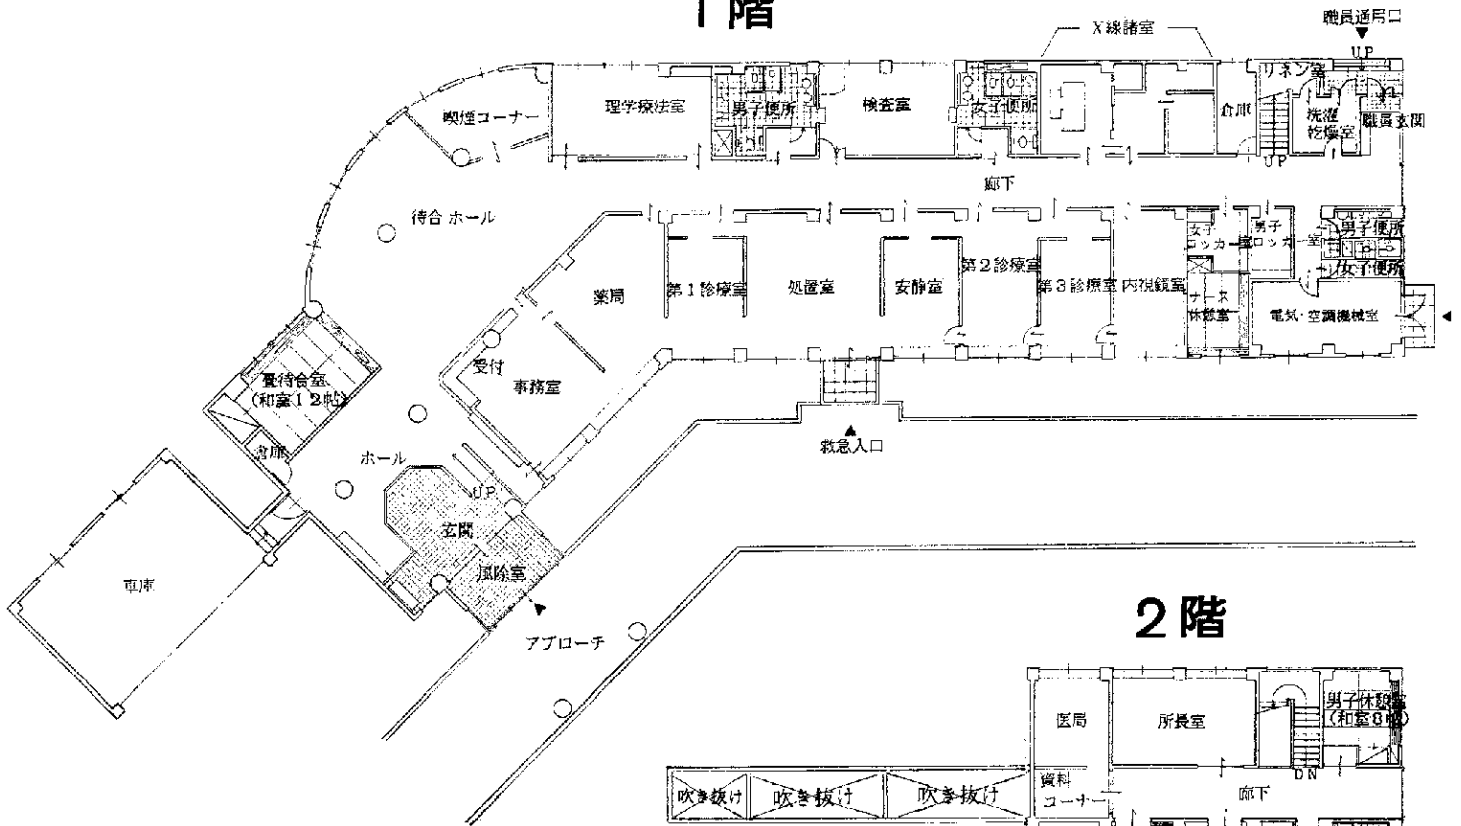 1階
職員通用口
X線諸室
UP
リネン室
喫煙コーナー
理学療法室
男子便所
検査室
女子便所
倉庫
洗濯
乾燥室
職員玄関
UP
廊下
待合ホール
女子
ロッカー室
男子
ロッカー室
男子便所
女子便所
薬局
第1診療室
処置室
安静室
第2診療室
第3診療室
内視鏡室
ナース
休憩室
電気・空調機械室
受付
事務室
畳待合室
(和室12帖)
倉庫
ホール
救急入口
UP
玄関
風除室
車庫
アプローチ
2階
医局
所長室
男子休憩室
(和室8帖)
DN
資料
コーナー
廊下
吹き抜け
吹き抜け
吹き抜け